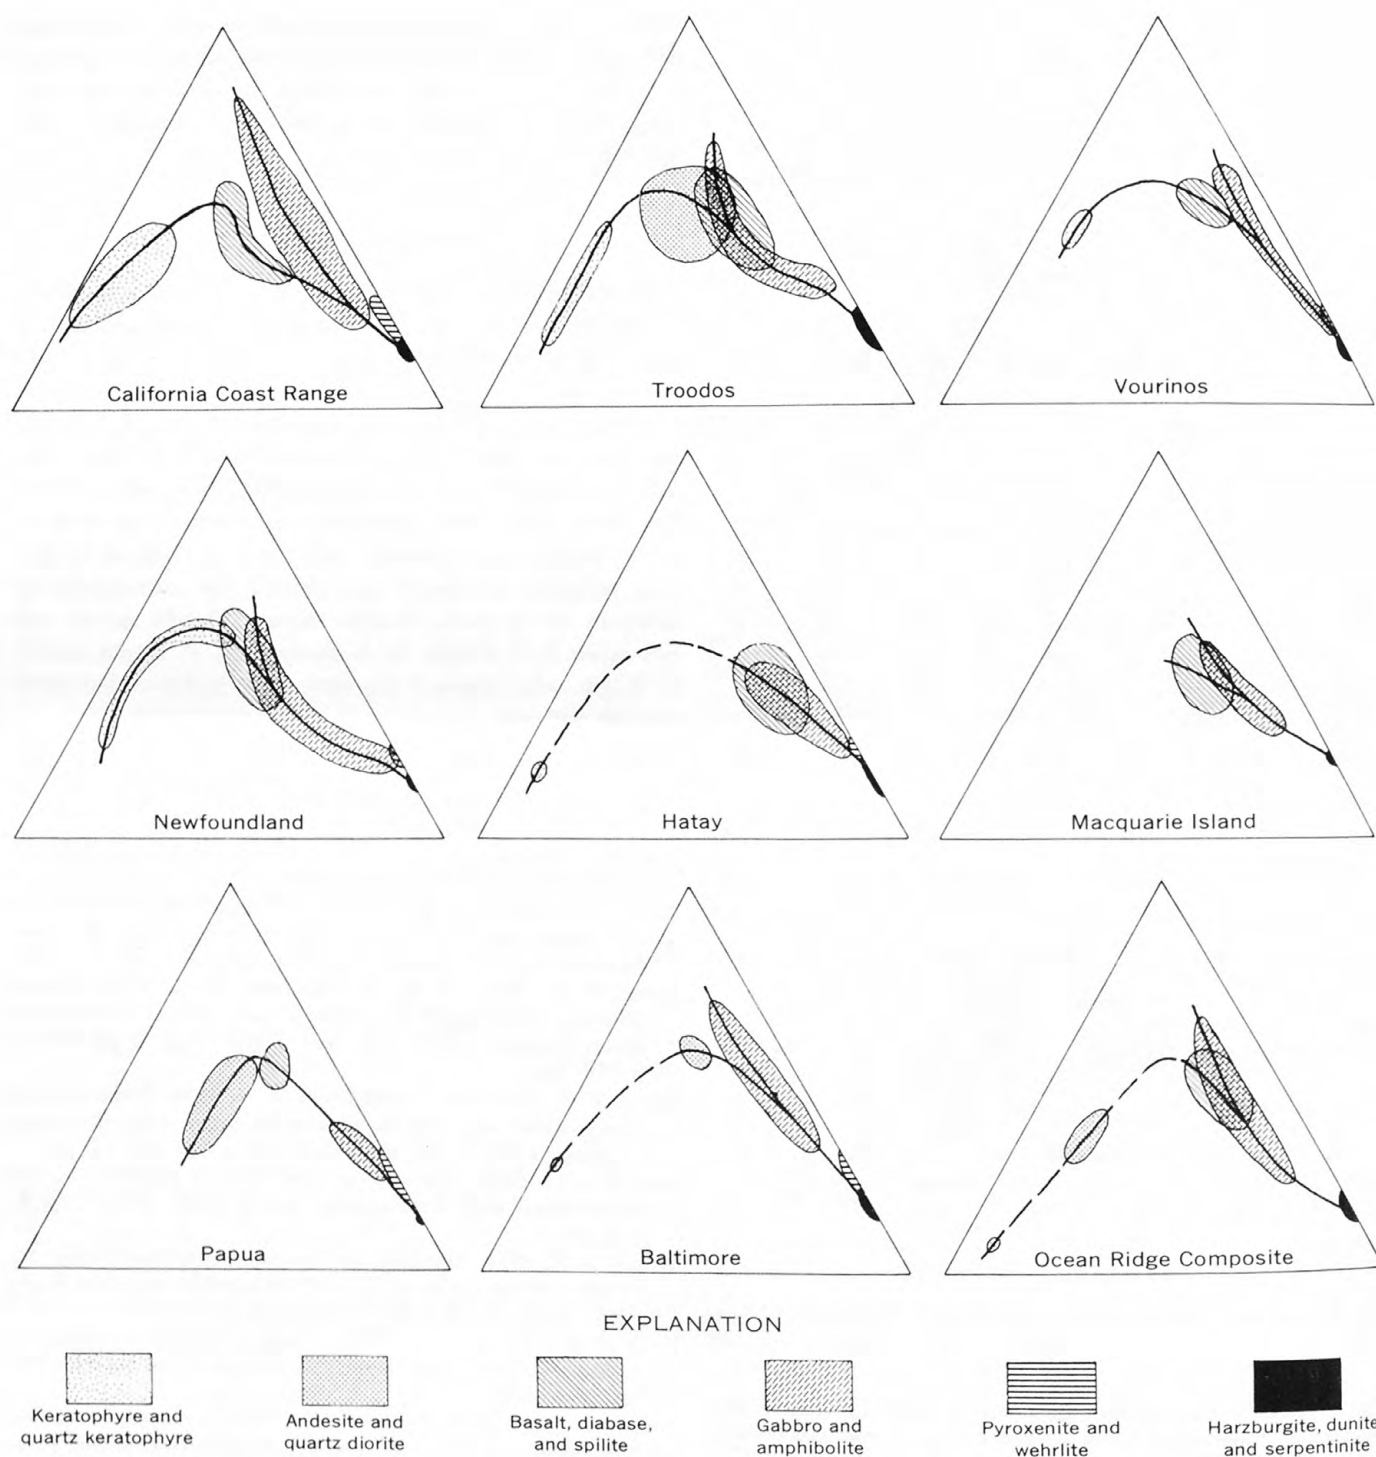 California Coast Range
Troodos
Vourinos
Newfoundland
Hatay
Macquarie Island
Papua
Baltimore
Ocean Ridge Composite
EXPLANATION
Keratophyre and
quartz keratophyre
Andesite and
quartz diorite
Basalt, diabase,
and spilite
Gabbro and
amphibolite
Pyroxenite and
wehrlite
Harzburgite, dunite
and serpentinite